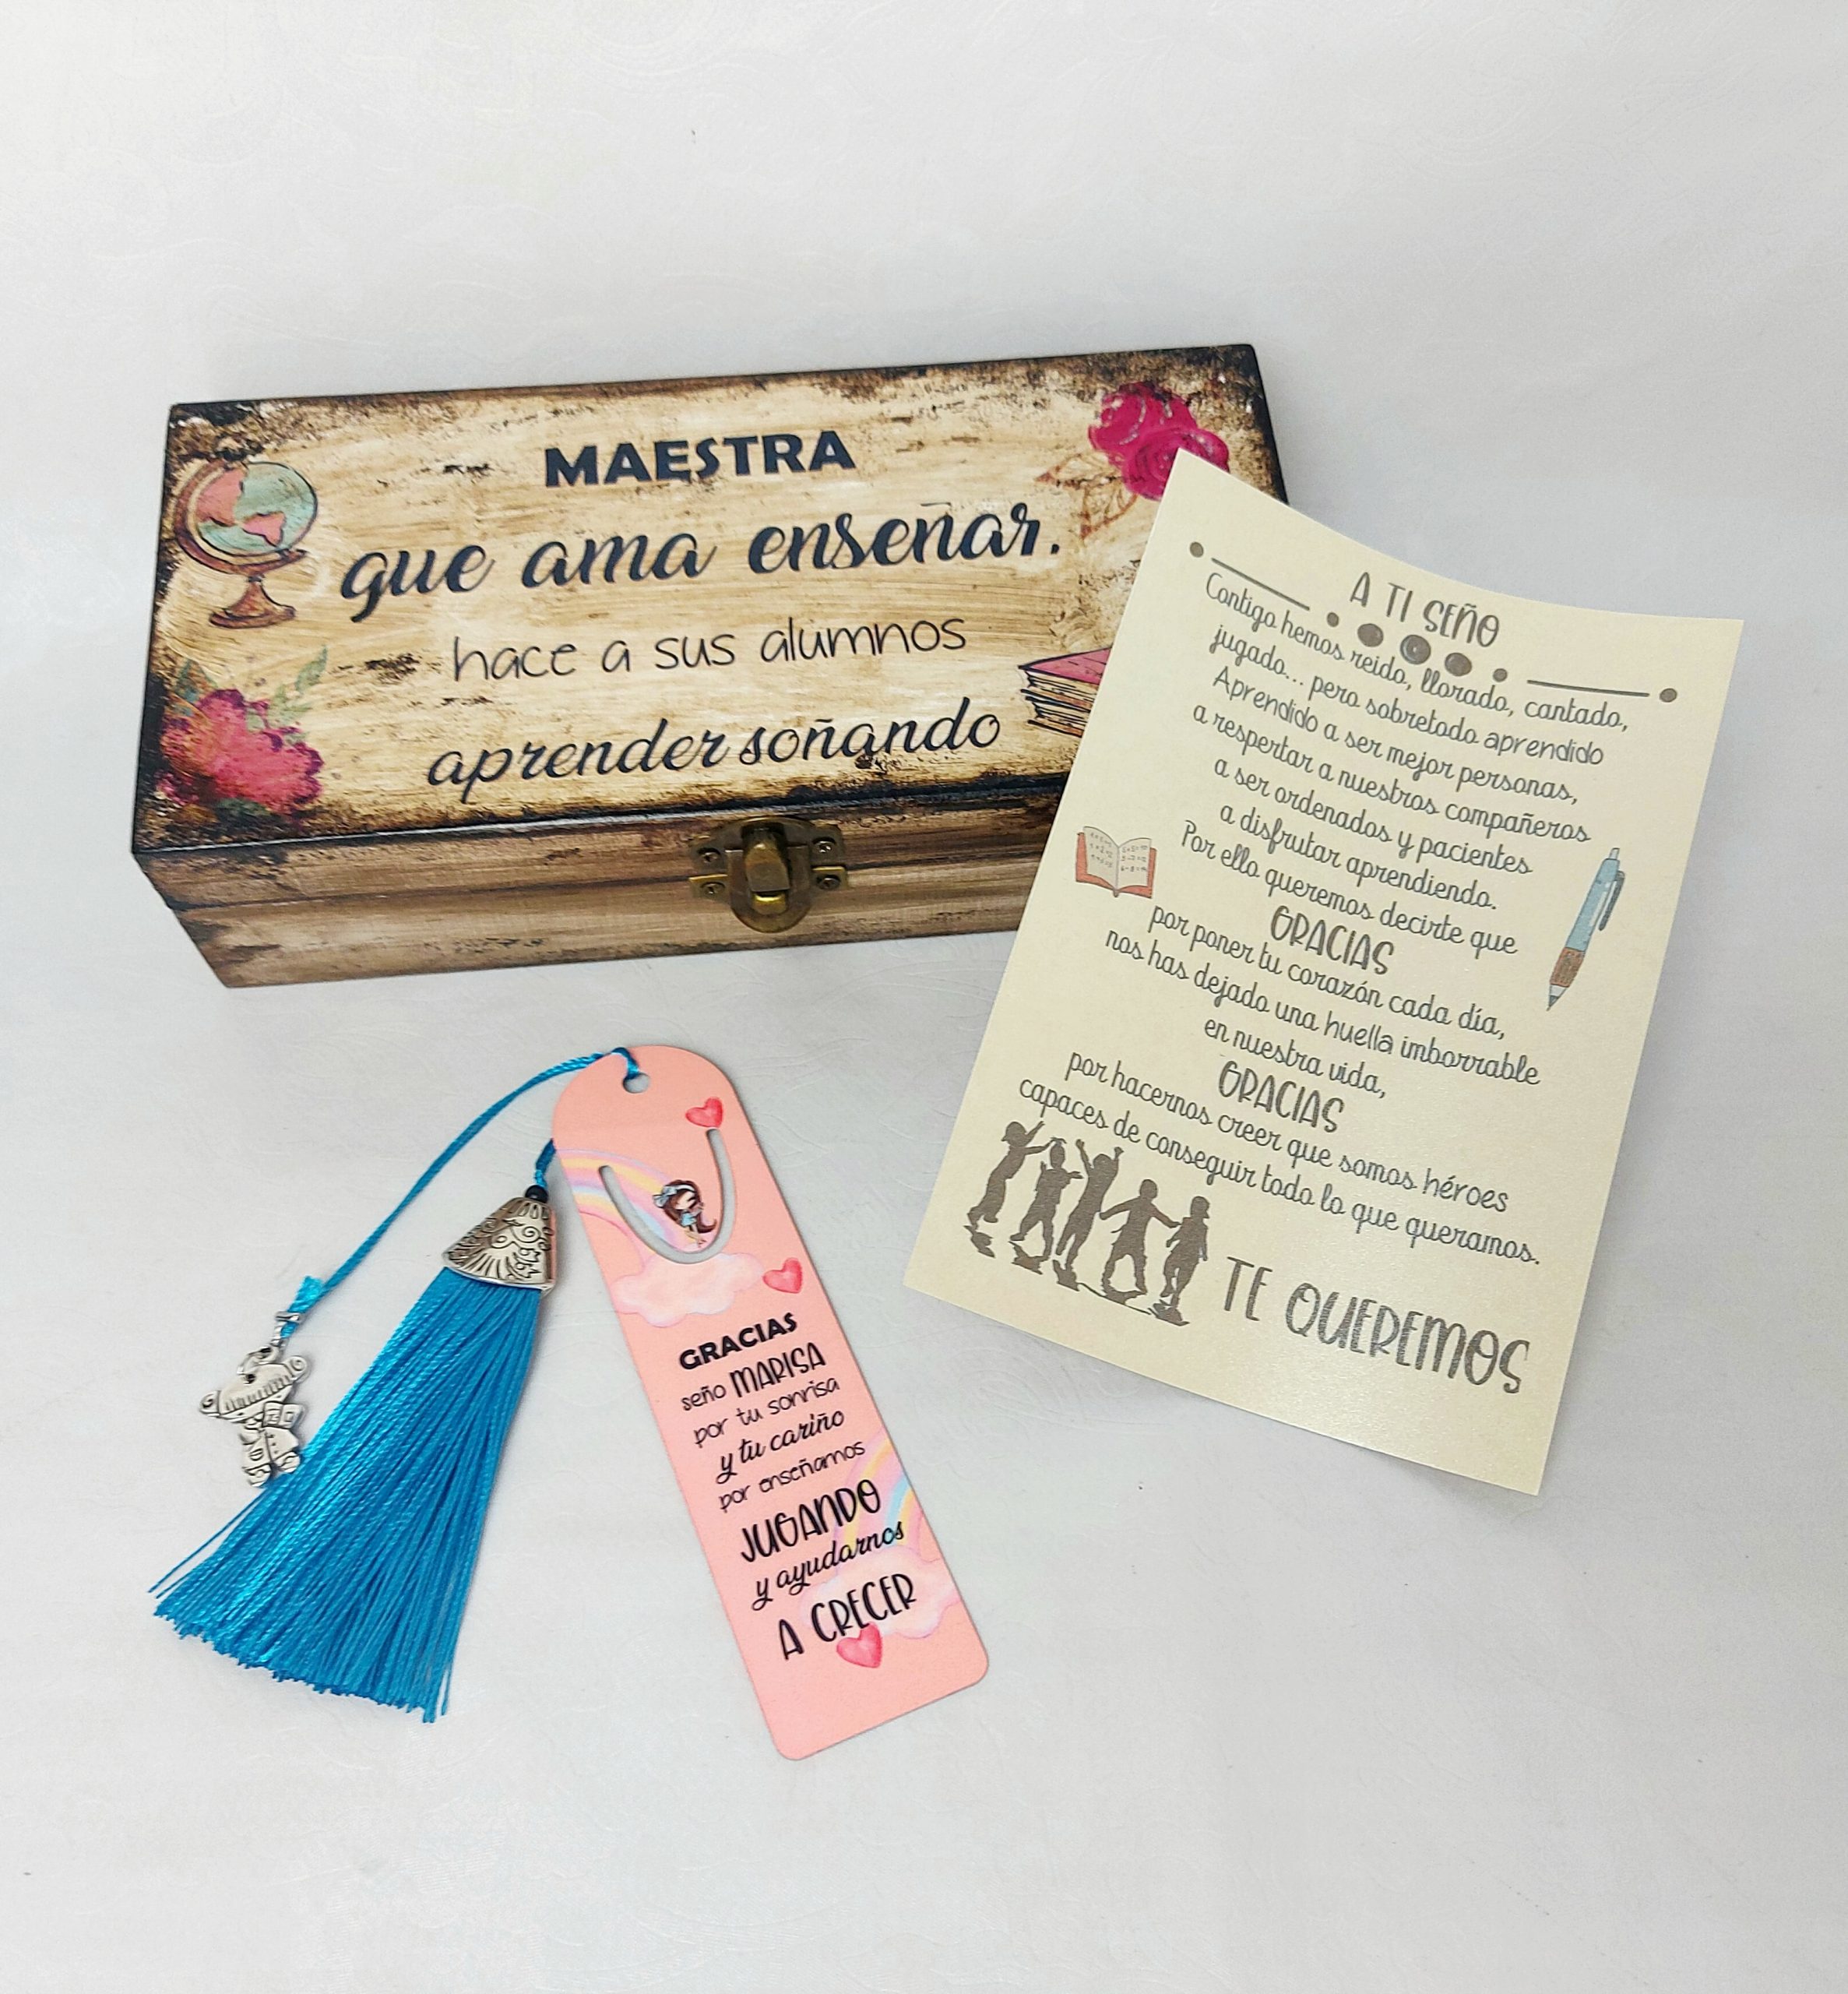 MAESTRA
que ama enseñar.
hace a sus alumnos
aprender soñando
A TI SEÑO
Contigo hemos reido, llorado, cantado,
jugado... pero sobretodo aprendido
Aprendido a ser mejor personas,
a respertar a nuestros compañeros
a ser ordenados y pacientes
a disfrutar aprendiendo.
Por ello queremos decirte que
GRACIAS
por poner tu corazón cada día,
nos has dejado una huella imborrable
en nuestra vida,
GRACIAS
por hacernos creer que somos héroes
capaces de conseguir todo lo que queramos.
TE QUEREMOS
GRACIAS
seño MARISA
por tu sonrisa
y tu cariño
por enseñarnos
JUGANDO
y ayudarnos
A CRECER